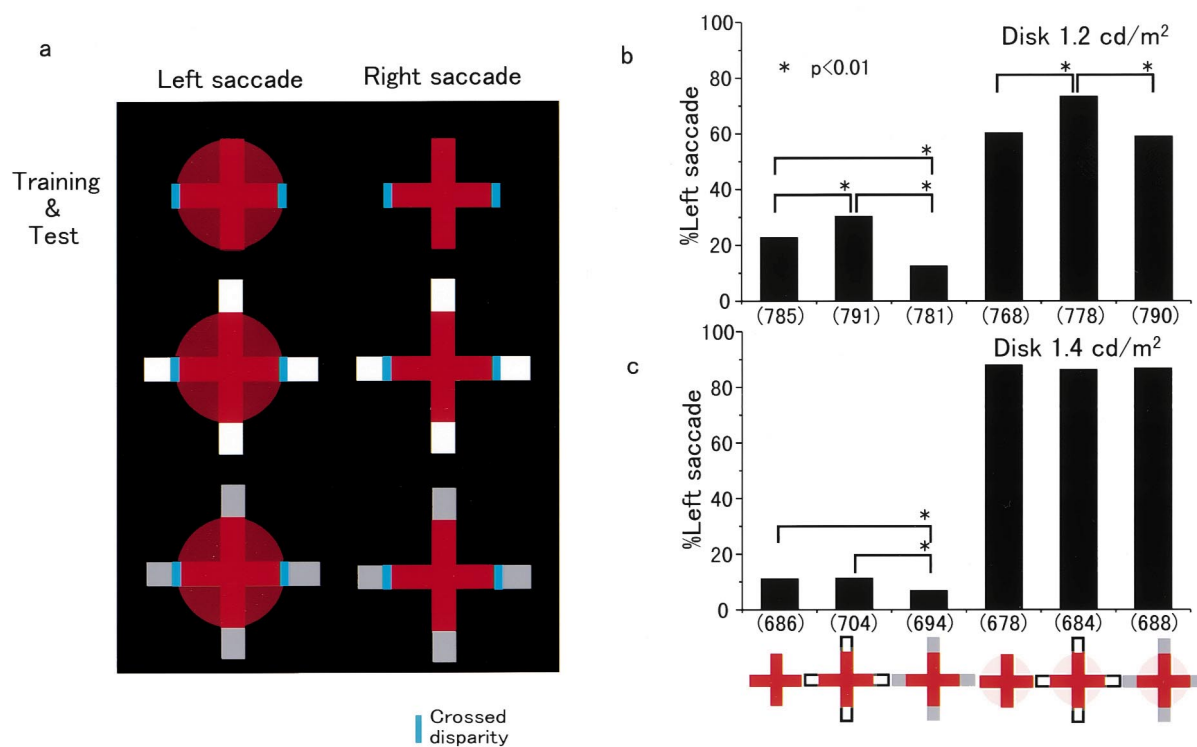 a
Left saccade
Right saccade
Training
&
Test
Crossed
disparity
b
%Left saccade
100
80
60
40
20
0
* p<0.01
Disk 1.2 cd/m²
*
*
*
*
*
(785)
(791)
(781)
(768)
(778)
(790)
c
%Left saccade
100
80
60
40
20
0
Disk 1.4 cd/m²
*
*
(686)
(704)
(694)
(678)
(684)
(688)